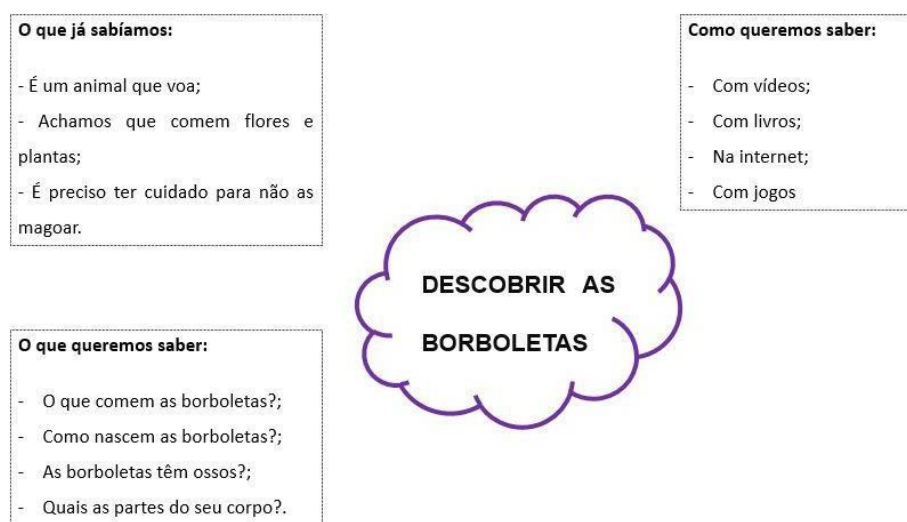 O que já sabíamos:
- É um animal que voa;
- Achamos que comem flores e
plantas;
- É preciso ter cuidado para não as
magoar.
Como queremos saber:
- Com vídeos;
- Com livros;
- Na internet;
- Com jogos
DESCOBRIR AS
BORBOLETAS
O que queremos saber:
- O que comem as borboletas?;
- Como nascem as borboletas?;
- As borboletas têm ossos?;
- Quais as partes do seu corpo?.